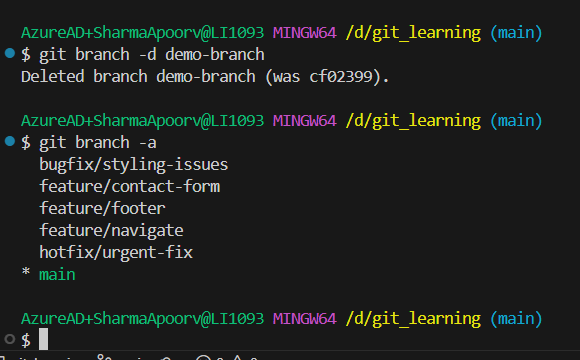 AzureAD+SharmaApoorv@LI1093 MINGW64 /d/git_learning (main)
$ git branch -d demo-branch
Deleted branch demo-branch (was cf02399).
AzureAD+SharmaApoorv@LI1093 MINGW64 /d/git_learning (main)
$ git branch -a
bugfix/styling-issues
feature/contact-form
feature/footer
feature/navigate
hotfix/urgent-fix
* main
AzureAD+SharmaApoorv@LI1093 MINGW64 /d/git_learning (main)
$